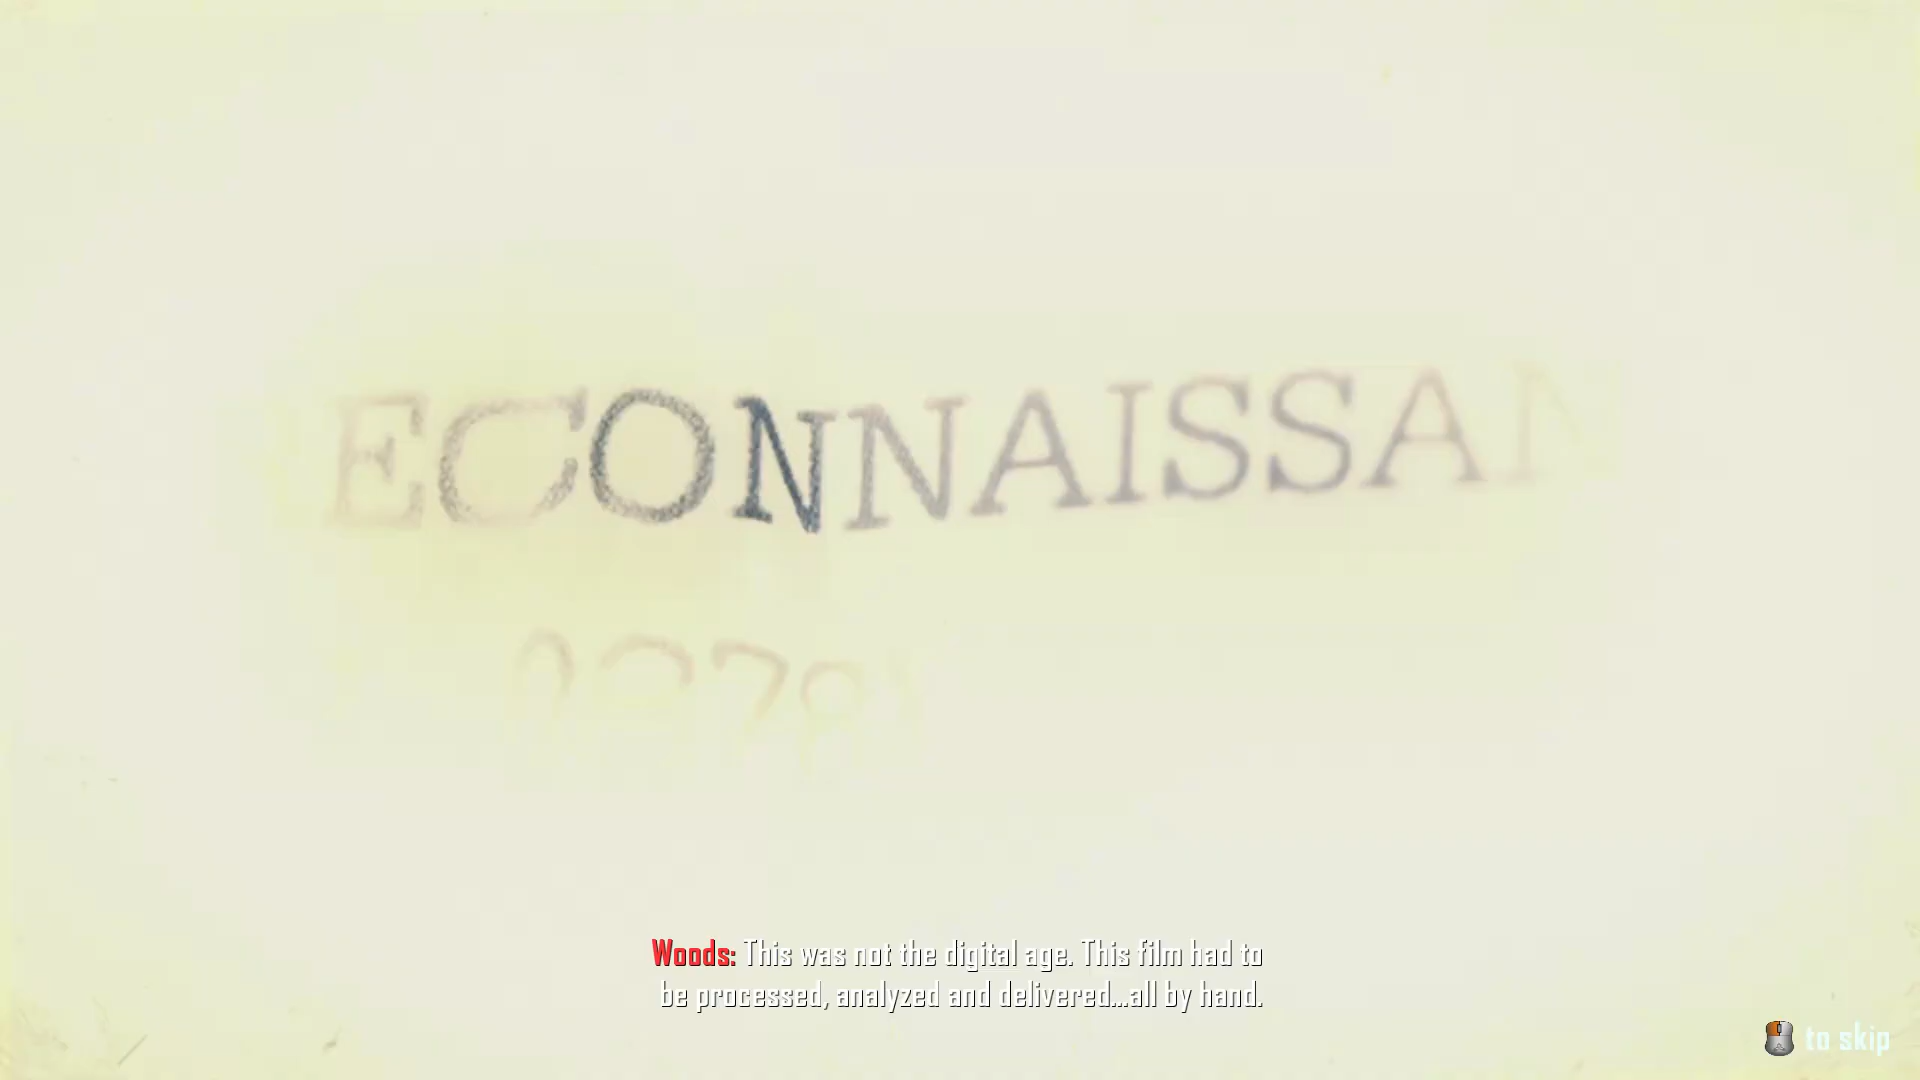 ECONNAISSAN
Woods: This was not the digital age. This film had to
be processed, analyzed and delivered...all by hand.
to skip